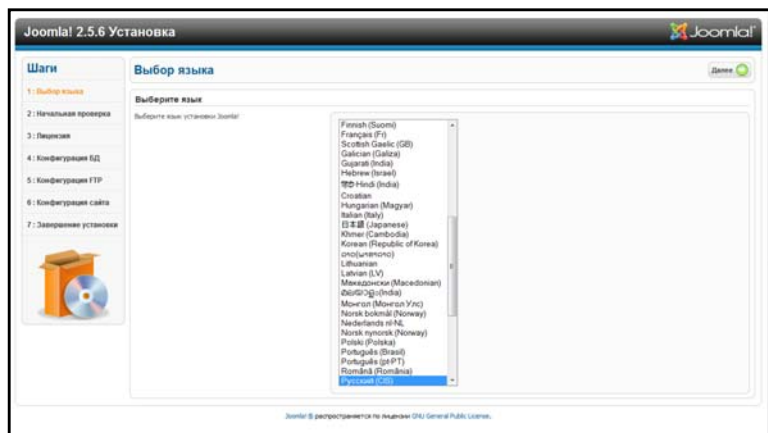 Joomla! 2.5.6 Установка
Joomla!
Шаги
1 : Выбор языка
2 : Начальная проверка
3 : Лицензия
4 : Конфигурация БД
5 : Конфигурация FTP
6 : Конфигурация сайта
7 : Завершение установки
Выбор языка
Далее
Выберите язык
Выберите язык установки Joomla!
Finnish (Suomi)
Français (Fr)
Scottish Gaelic (GB)
Galician (Galiza)
Gujarati (India)
Hebrew (Israel)
हिंदी-Hindi (India)
Croatian
Hungarian (Magyar)
Italian (Italy)
日本語 (Japanese)
Khmer (Cambodia)
Korean (Republic of Korea)
Lithuanian
Latvian (LV)
Македонски (Macedonian)
മലയാളം(India)
Монгол (Монгол Улс)
Norsk bokmål (Norway)
Nederlands nl-NL
Norsk nynorsk (Norway)
Polski (Polska)
Português (Brasil)
Português (pt-PT)
Română (România)
Русский (CIS)
Joomla! ® распространяется по лицензии GNU General Public License.